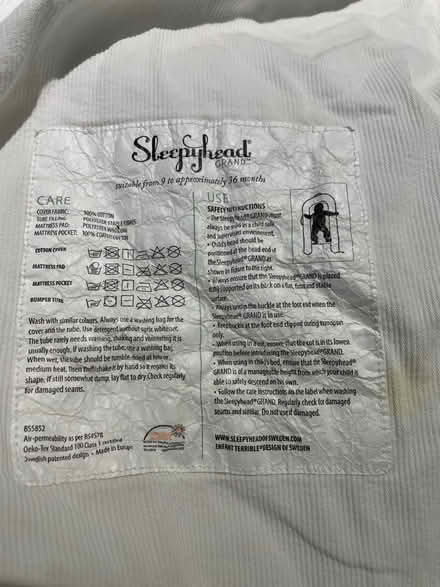 Sleepyhead®
GRAND™
suitable from 9 to approximately 36 months
CARE
COVER FABRIC: 100% COTTON
TUBE FILLING: POLYESTER STAPLE FIBRES
MATTRESS PAD: POLYESTER WADDING
MATTRESS POCKET: 100% COTTON
COTTON COVER
MATTRESS PAD
MATTRESS POCKET
BUMPER TUBE
Wash with similar colours. Always use a washing bag for the
cover and the tube. Use detergent without optic whitener.
The tube rarely needs washing, shaking and vibrating it is
usually enough. If washing the tube, use a washing bag.
When wet, the tube should be tumble dried at low or
medium heat. Then fluff/shake it by hand so it regains its
shape. If still somewhat damp, lay flat to dry. Check regularly
for damaged seams.
BS5852
Air-permeability as per BS4578
Oeko-Tex Standard 100 Class 1 certified
Swedish patented design • Made in Europe
USE
SAFETY INSTRUCTIONS
• The Sleepyhead® GRAND must
always be used in a child safe
and supervised environment.
• Child's head should be
positioned at the head end of
the Sleepyhead® GRAND as
shown in figure to the right.
• Always ensure that the Sleepyhead® GRAND is placed
fully supported on its back on a flat, firm and stable
surface.
• Always undo the buckle at the foot end when the
Sleepyhead® GRAND is in use.
• Keep buckle at the foot end clipped during transport
only.
• When using in a cot, ensure that the cot is in its lowest
position before introducing the Sleepyhead® GRAND.
• When using in child's bed, ensure that the Sleepyhead®
GRAND is of a manageable height from which your child is
able to safely descend on his own.
• Follow the care instructions on the label when washing
the Sleepyhead® GRAND. Regularly check for damaged
seams and similar. Do not use if damaged.
WWW.SLEEPYHEADOFSWEDEN.COM
ENFANT TERRIBLE® DESIGN OF SWEDEN